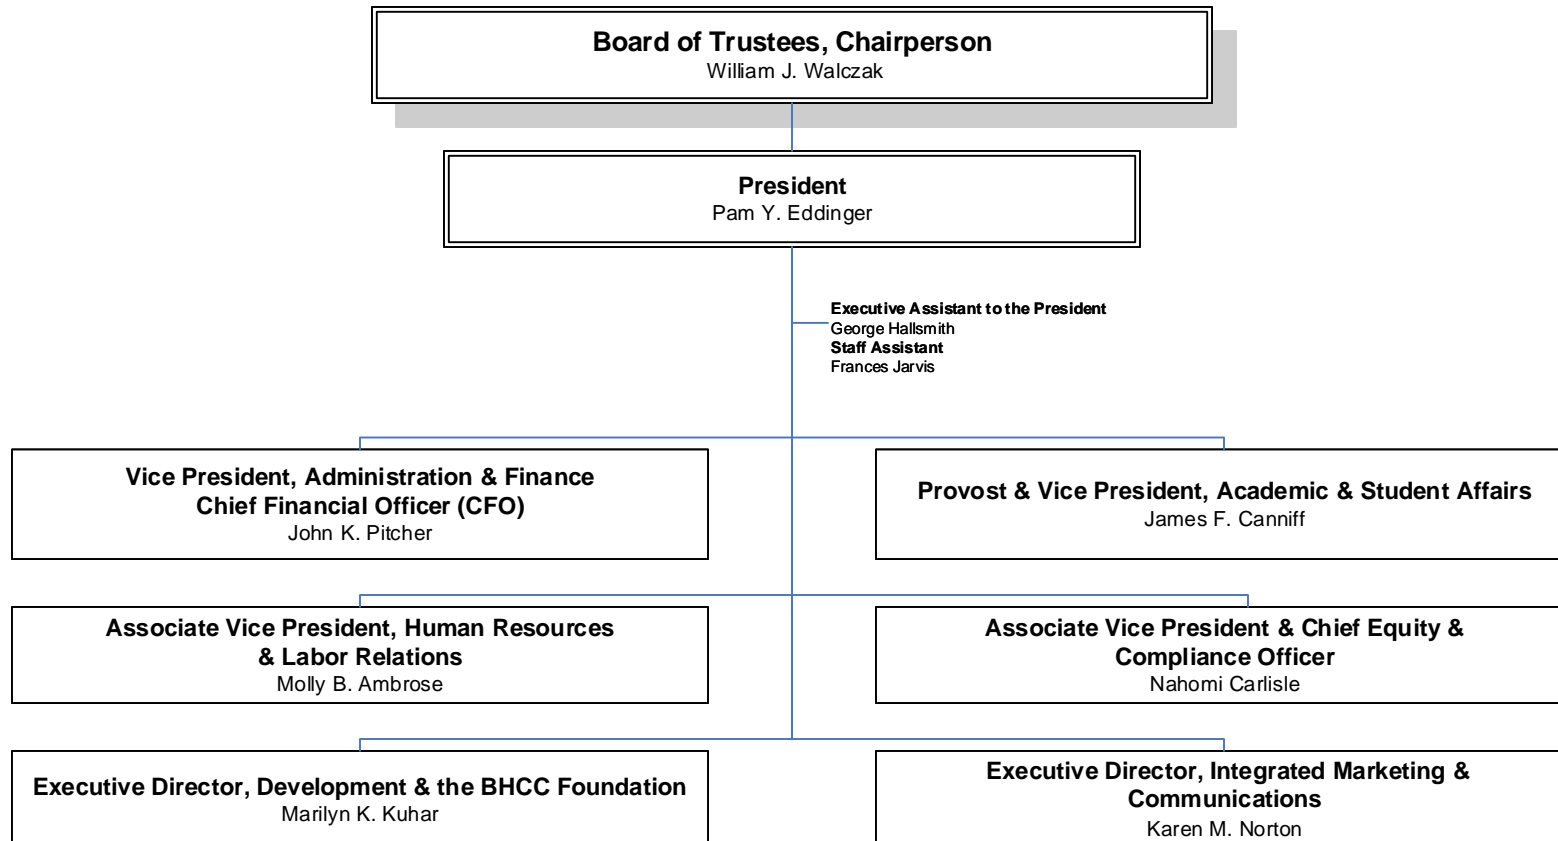 Board of Trustees, Chairperson
William J. Walczak
President
Pam Y. Eddinger
Executive Assistant to the President
George Hallsmith
Staff Assistant
Frances Jarvis
Vice President, Administration & Finance
Chief Financial Officer (CFO)
John K. Pitcher
Provost & Vice President, Academic & Student Affairs
James F. Canniff
Associate Vice President, Human Resources
& Labor Relations
Molly B. Ambrose
Associate Vice President & Chief Equity &
Compliance Officer
Nahomi Carlisle
Executive Director, Development & the BHCC Foundation
Marilyn K. Kuhar
Executive Director, Integrated Marketing &
Communications
Karen M. Norton